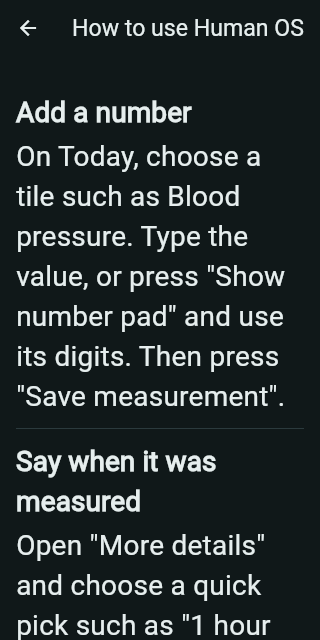 How to use Human OS
Add a number
On Today, choose a
tile such as Blood
pressure. Type the
value, or press "Show
number pad" and use
its digits. Then press
"Save measurement".
Say when it was
measured
Open "More details"
and choose a quick
pick such as "1 hour